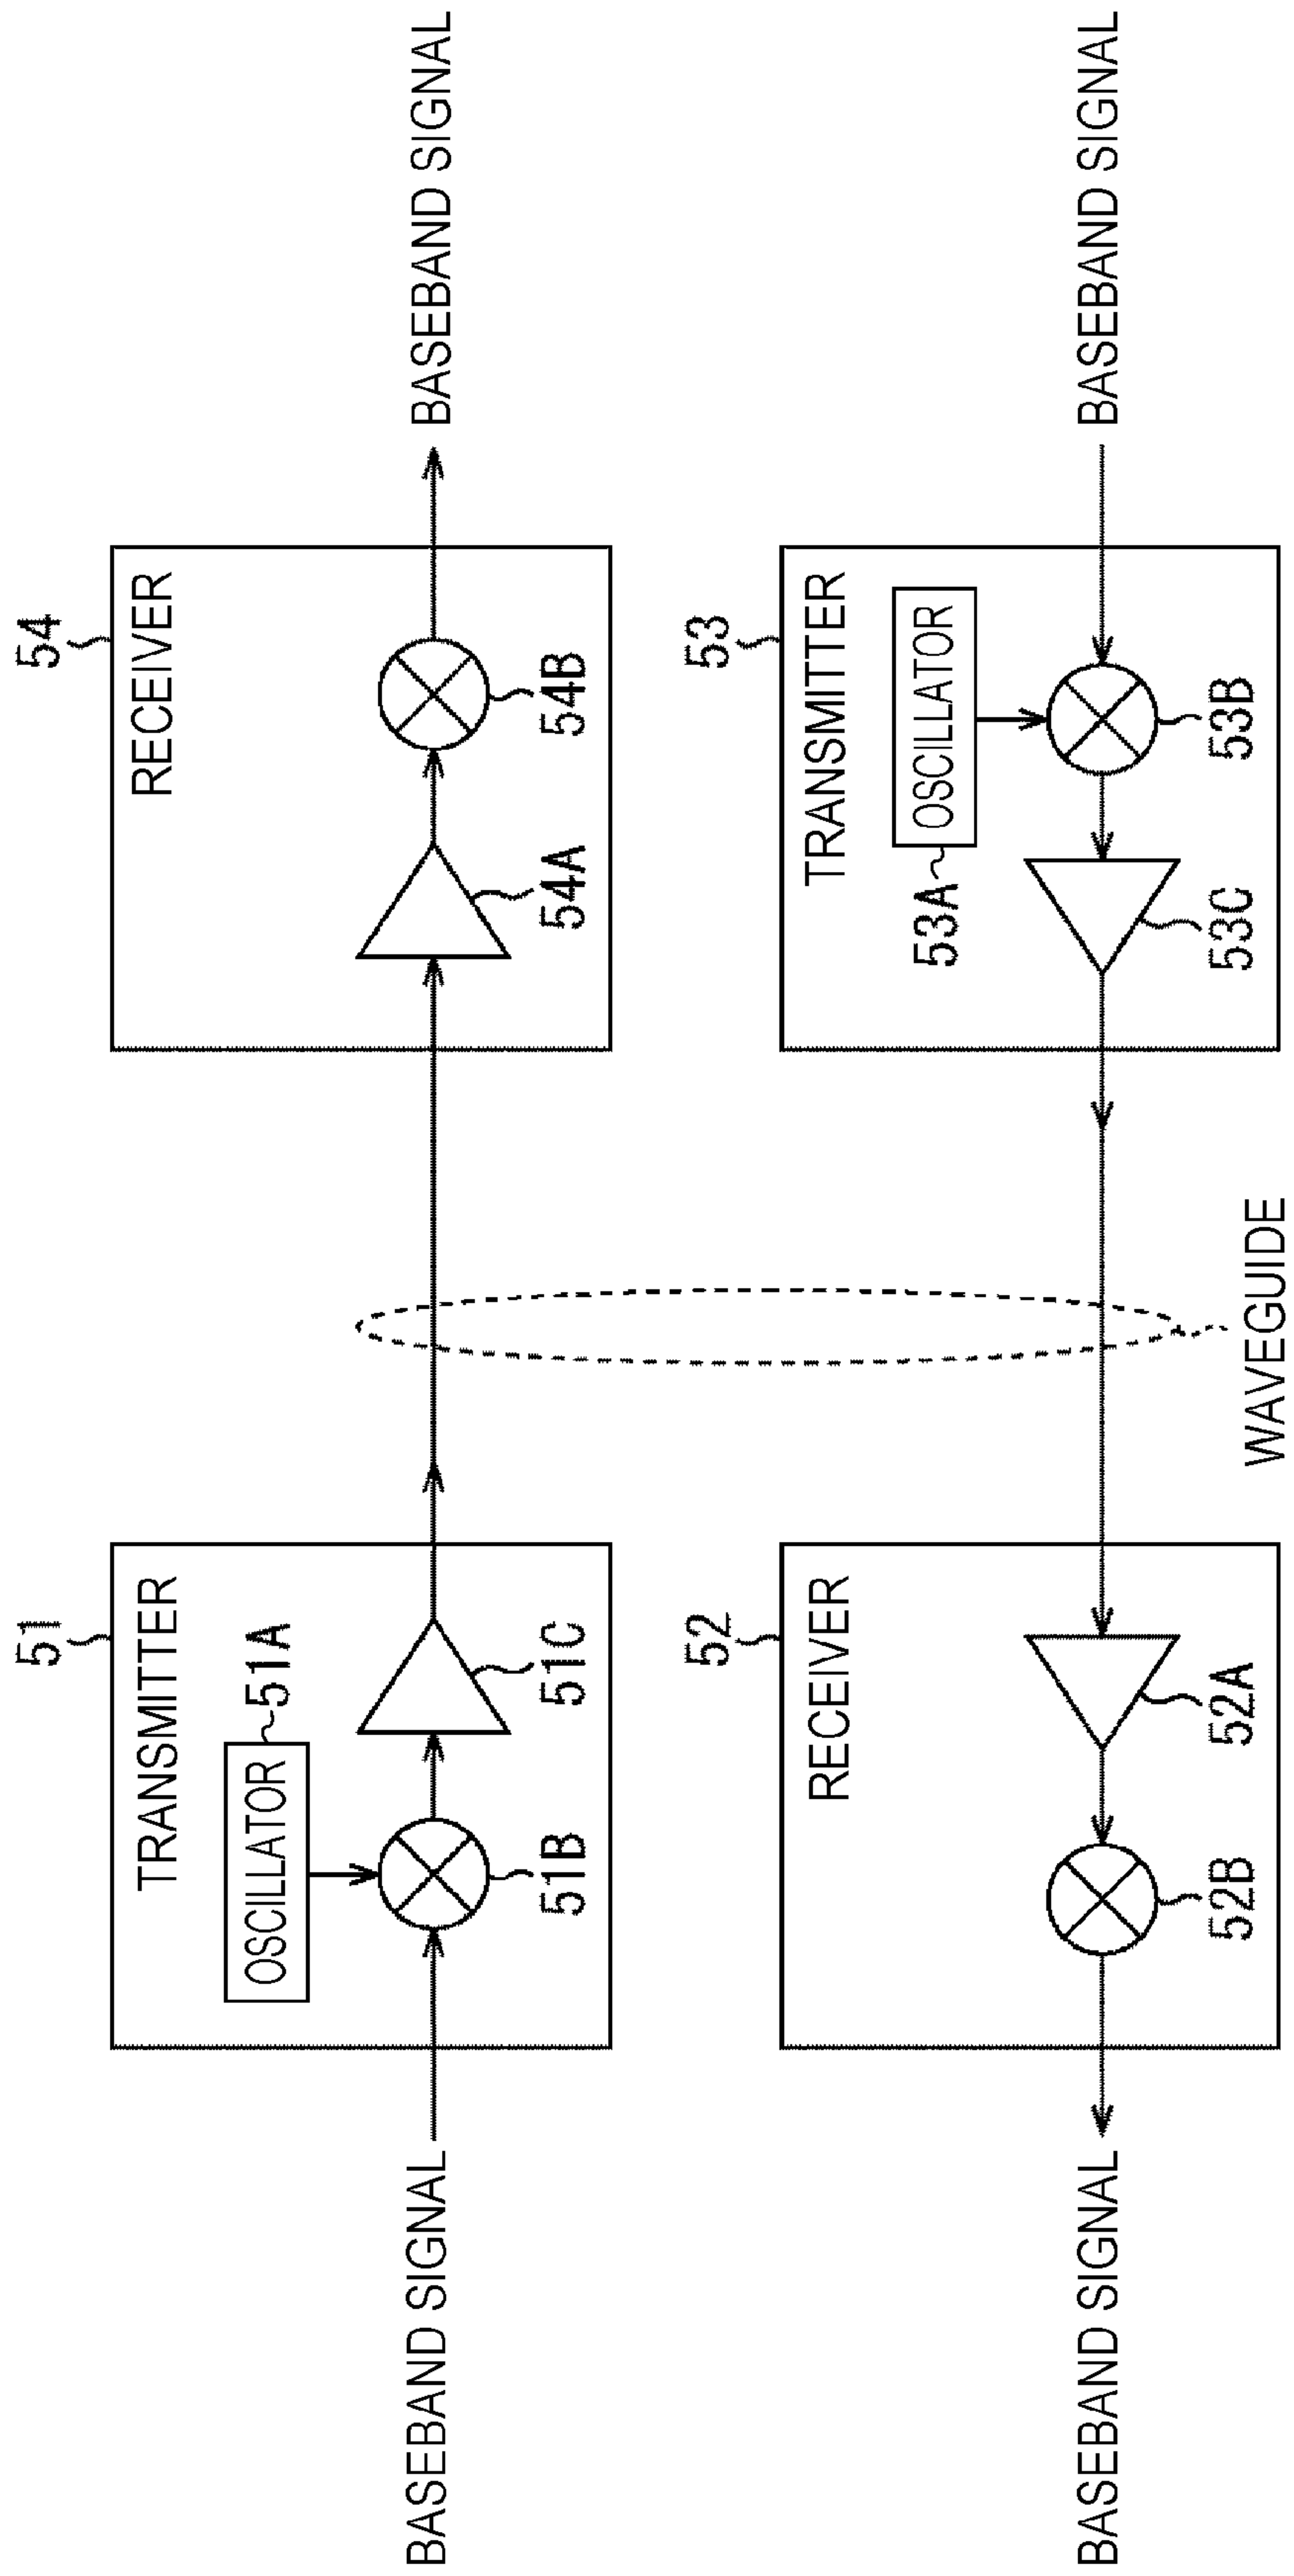 51
54
TRANSMITTER
RECEIVER
OSCILLATOR
51A
BASEBAND SIGNAL
BASEBAND SIGNAL
51B
51C
54A
54B
52
53
RECEIVER
TRANSMITTER
53A
OSCILLATOR
BASEBAND SIGNAL
BASEBAND SIGNAL
52B
52A
53C
53B
WAVEGUIDE